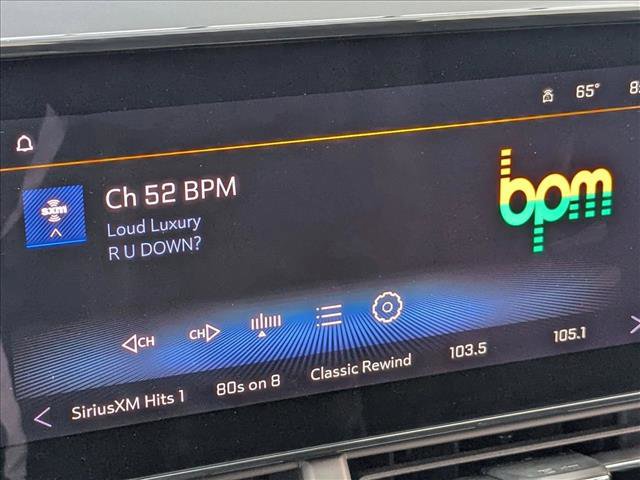 65°
sxm
Ch 52 BPM
Loud Luxury
R U DOWN?
bpm
CH
CH
SiriusXM Hits 1
80s on 8
Classic Rewind
103.5
105.1